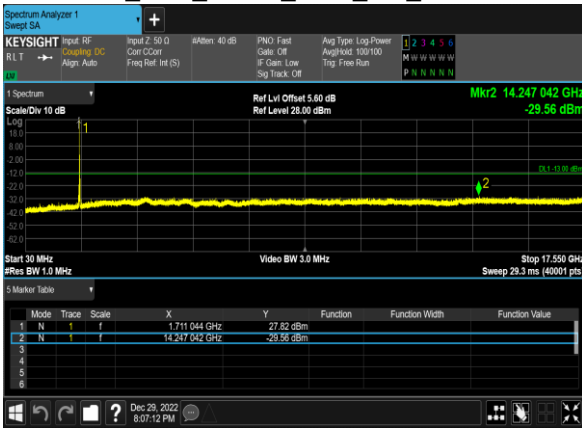 Spectrum Analyzer 1
Swept SA
+
KEYSIGHT Input: RF Input Z: 50 Ω #Atten: 40 dB PNO: Fast Avg Type: Log-Power 1 2 3 4 5 6
RLT Coupling: DC Corr CCorr Gate: Off Avg|Hold: 100/100 M W W W W W
Align: Auto Freq Ref: Int (S) IF Gain: Low Trig: Free Run
Sig Track: Off P N N N N N
LU
1 Spectrum Ref Lvl Offset 5.60 dB Mkr2 14.247 042 GHz
Scale/Div 10 dB Ref Level 28.00 dBm -29.56 dBm
Log
18.0 1
8.00
-2.00
-12.0 DL1 -13.00 dBm
-22.0 2
-32.0
-42.0
-52.0
-62.0
Start 30 MHz Video BW 3.0 MHz Stop 17.550 GHz
#Res BW 1.0 MHz Sweep 29.3 ms (40001 pts
5 Marker Table
Mode Trace Scale X Y Function Function Width Function Value
1 N 1 f 1.711 044 GHz 27.82 dBm
2 N 1 f 14.247 042 GHz -29.56 dBm
3
4
5
6
? Dec 29, 2022
8:07:12 PM